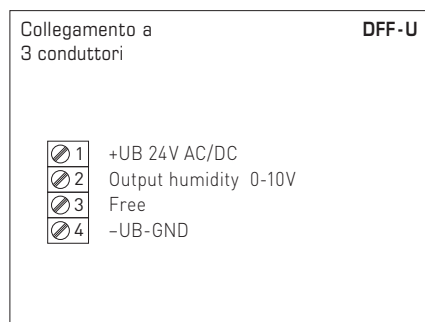 Collegamento a DFF-U
3 conduttori
1 +UB 24V AC/DC
2 Output humidity 0-10V
3 Free
4 –UB-GND